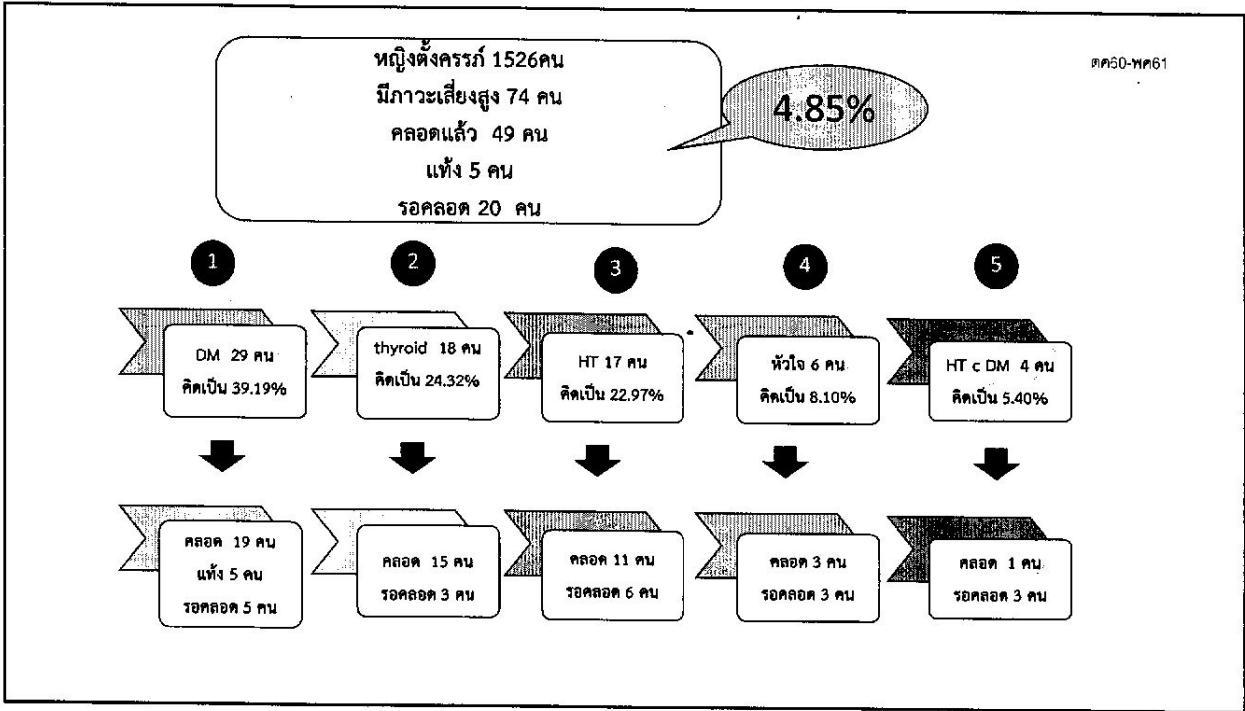 ตค60-พค61
หญิงตั้งครรภ์ 1526คน
มีภาวะเสี่ยงสูง 74 คน
คลอดแล้ว 49 คน
แท้ง 5 คน
รอคลอด 20 คน
4.85%
1
2
3
4
5
DM 29 คน
คิดเป็น 39.19%
thyroid 18 คน
คิดเป็น 24.32%
HT 17 คน
คิดเป็น 22.97%
หัวใจ 6 คน
คิดเป็น 8.10%
HT c DM 4 คน
คิดเป็น 5.40%
คลอด 19 คน
แท้ง 5 คน
รอคลอด 5 คน
คลอด 15 คน
รอคลอด 3 คน
คลอด 11 คน
รอคลอด 6 คน
คลอด 3 คน
รอคลอด 3 คน
คลอด 1 คน
รอคลอด 3 คน